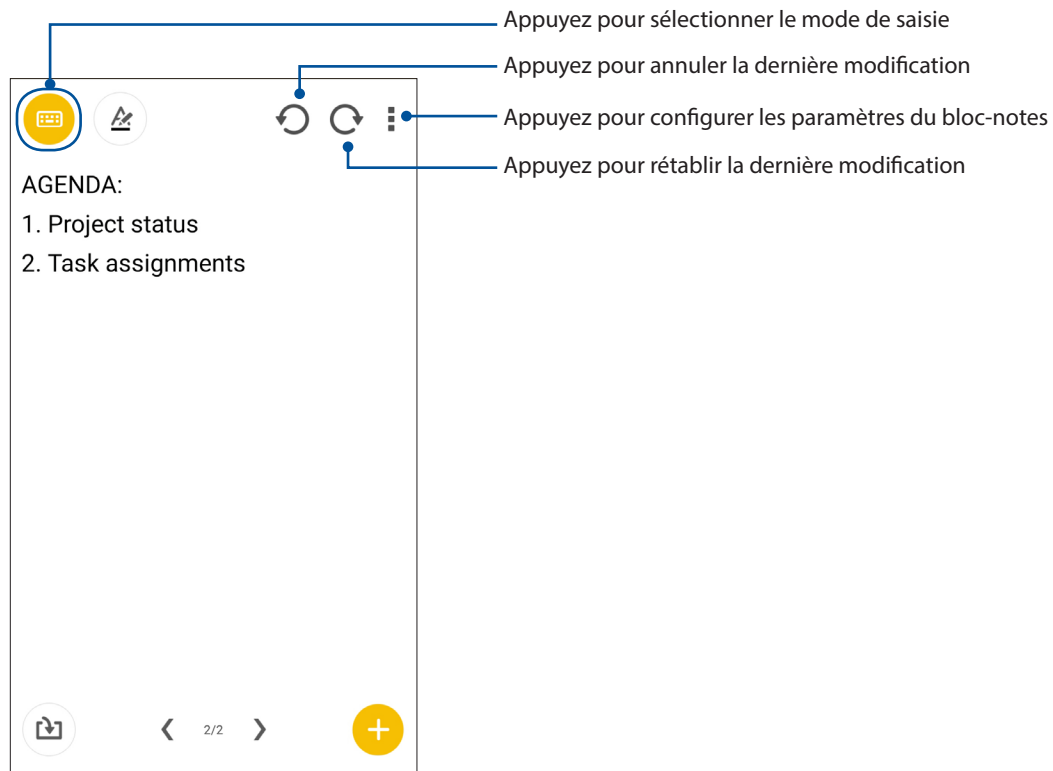 Appuyez pour sélectionner le mode de saisie
Appuyez pour annuler la dernière modification
Appuyez pour configurer les paramètres du bloc-notes
Appuyez pour rétablir la dernière modification
AGENDA:
1. Project status
2. Task assignments
2/2